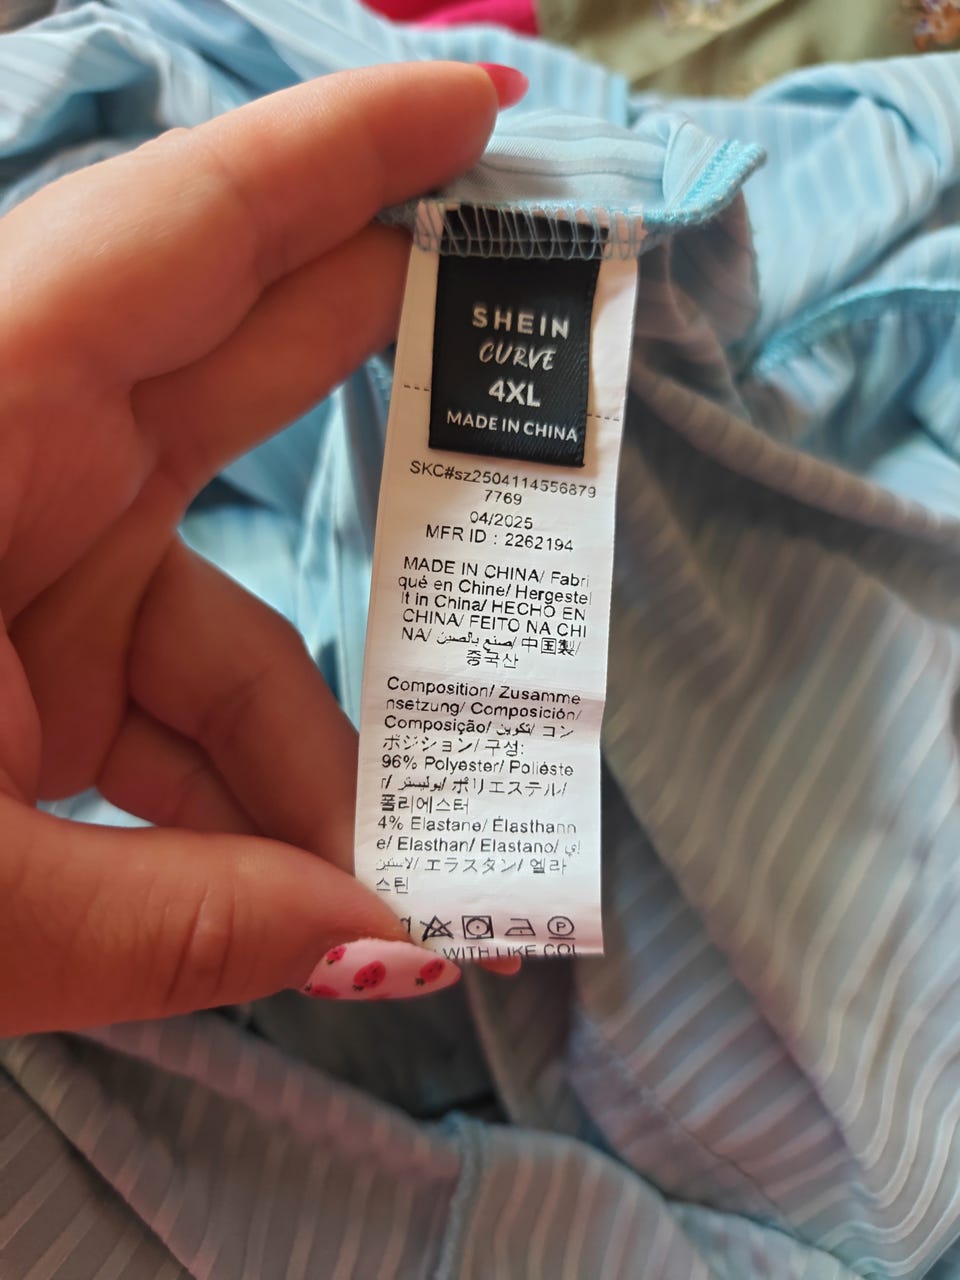 SHEIN
CURVE
4XL
MADE IN CHINA
SKC#sz2504114556879
7769
04/2025
MFR ID : 2262194
MADE IN CHINA/ Fabri
qué en Chine/ Hergestel
lt in China/ HECHO EN
CHINA/ FEITO NA CHI
NA/ صنع بالصين/ 中国製/
중국산
Composition/ Zusamme
nsetzung/ Composición/
Composição/ تكوين/ コン
ポジション/ 구성:
96% Polyester/ Polièste
r/ بوليستر/ ポリエステル/
폴리에스터
4% Elastane/ Élasthann
e/ Elasthan/ Elastano/ إي
لاستين/ エラスタン/ 엘라
스틴
P
WITH LIKE COL